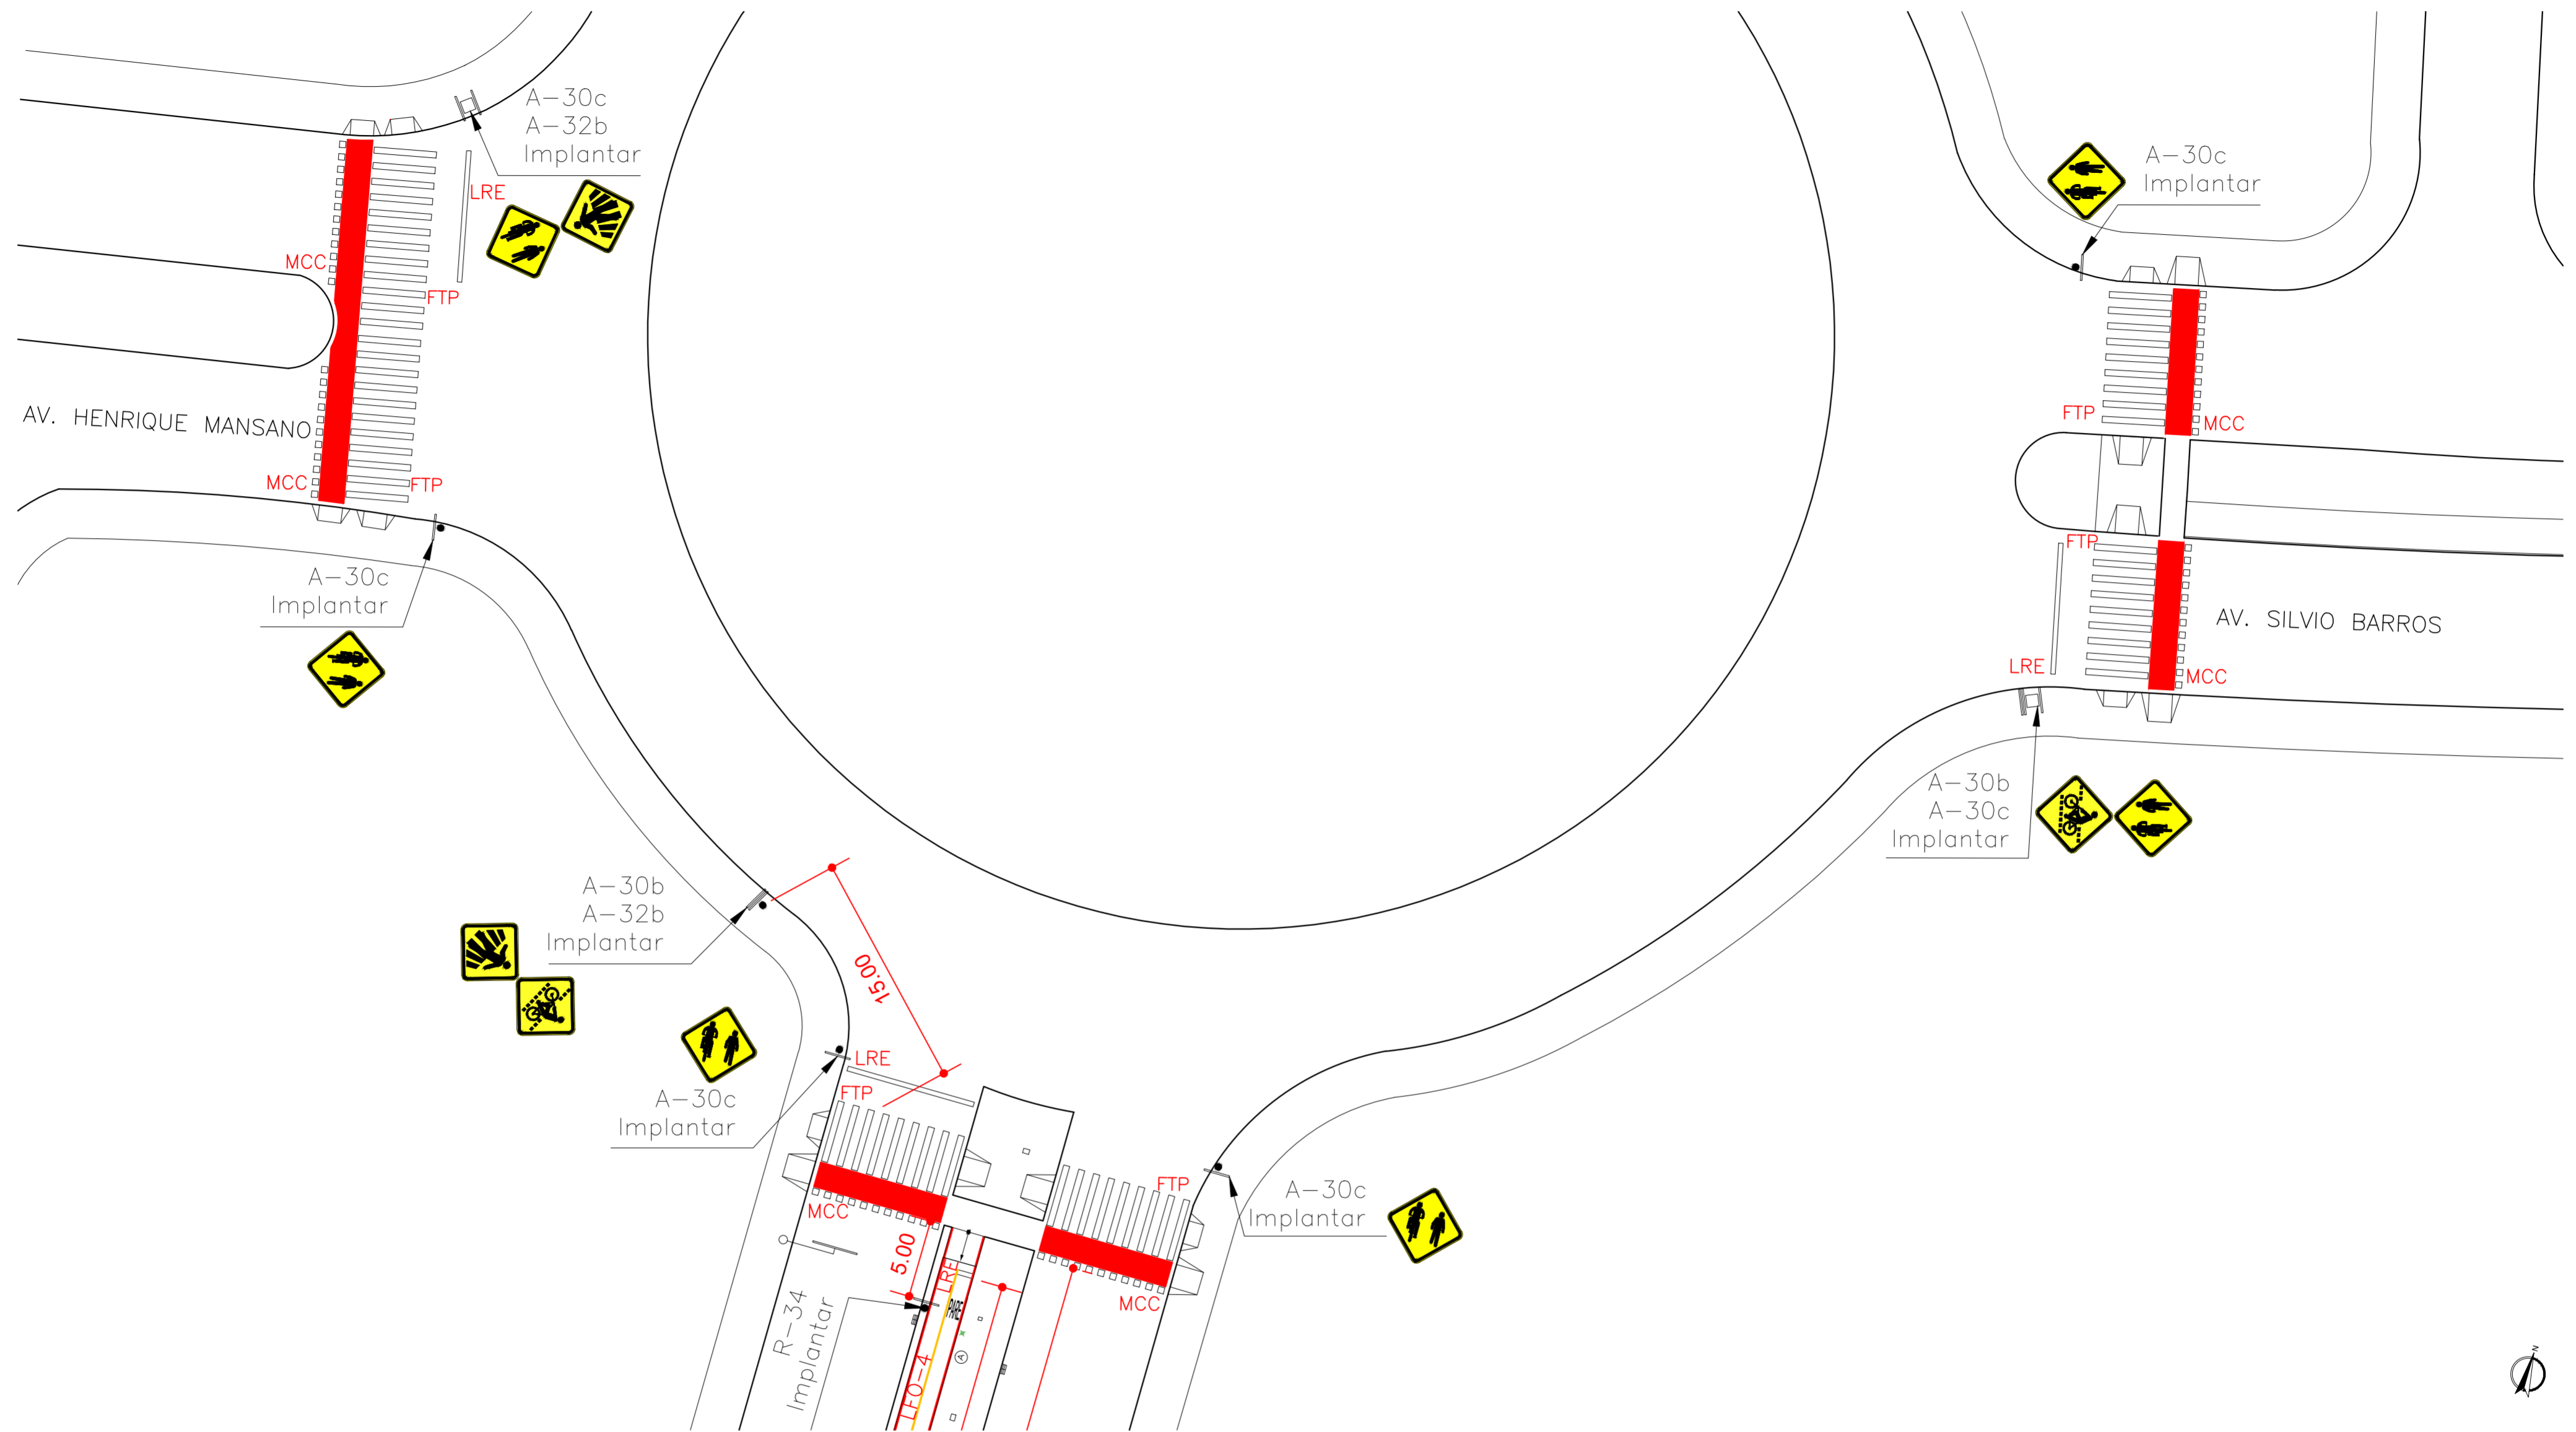 A-30c
A-32b
Implantar
LRE
MCC
FTP
AV. HENRIQUE MANSANO
MCC
FTP
A-30c
Implantar
A-30c
Implantar
FTP
MCC
FTP
AV. SILVIO BARROS
LRE
MCC
A-30b
A-30c
Implantar
A-30b
A-32b
Implantar
15.00
LRE
FTP
A-30c
Implantar
MCC
FTP
A-30c
Implantar
MCC
5.00
LRE
PARE
R-34
Implantar
LFO-4
A
N